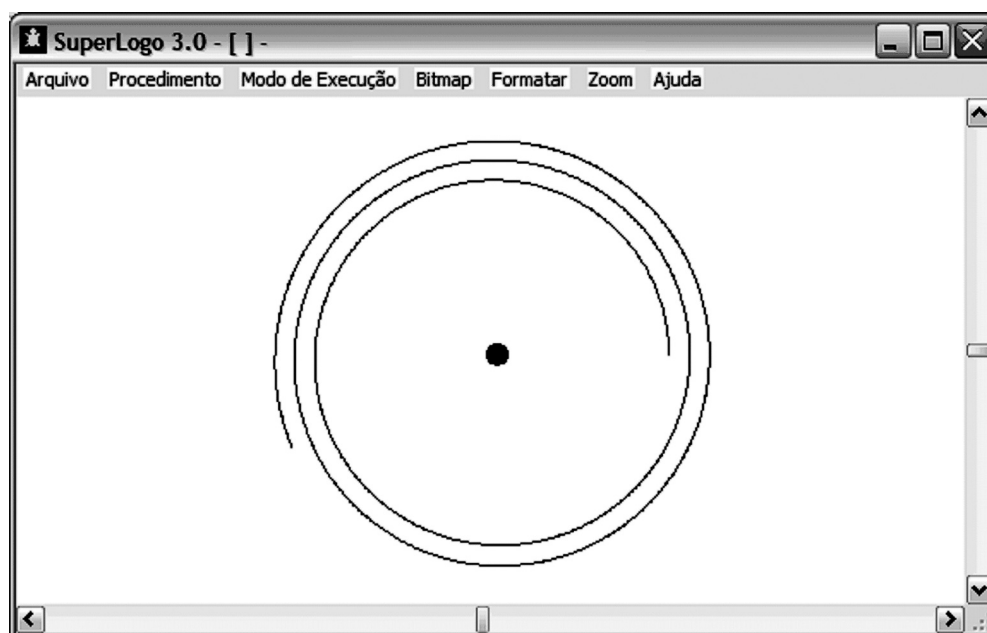 SuperLogo 3.0 - [ ] -
Arquivo Procedimento Modo de Execução Bitmap Formatar Zoom Ajuda